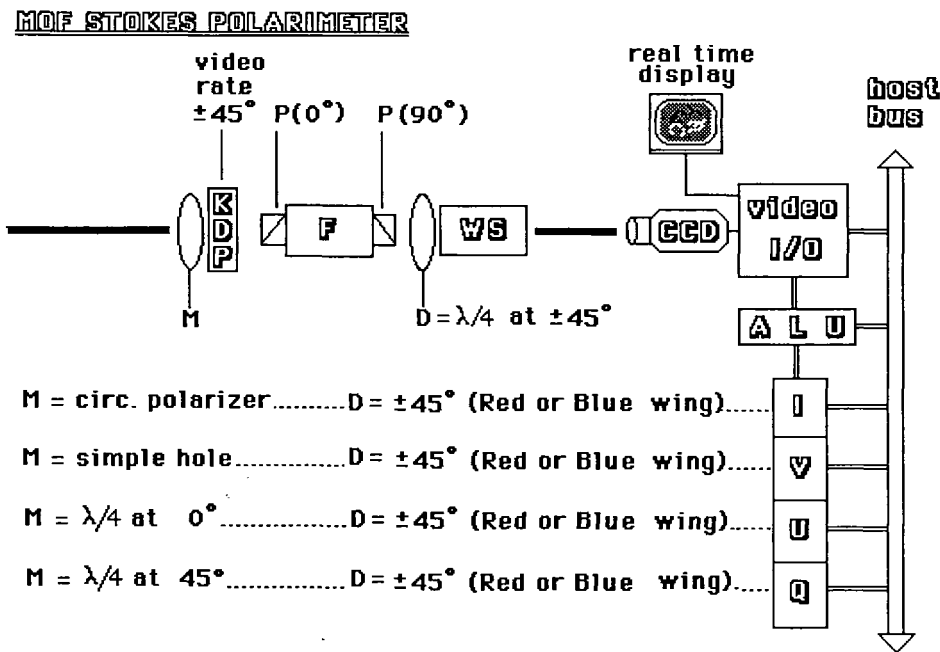 MOF STOKES POLARIMETER
video
rate
±45° P(0°) P(90°)
real time
display
host
bus
KDP
F
WS
CCD
video
I/O
M
D = λ/4 at ±45°
A L U
M = circ. polarizer.........D = ±45° (Red or Blue wing)...... I
M = simple hole.............D = ±45° (Red or Blue wing)...... V
M = λ/4 at 0°..............D = ±45° (Red or Blue wing)...... U
M = λ/4 at 45°.............D = ±45° (Red or Blue wing)...... Q